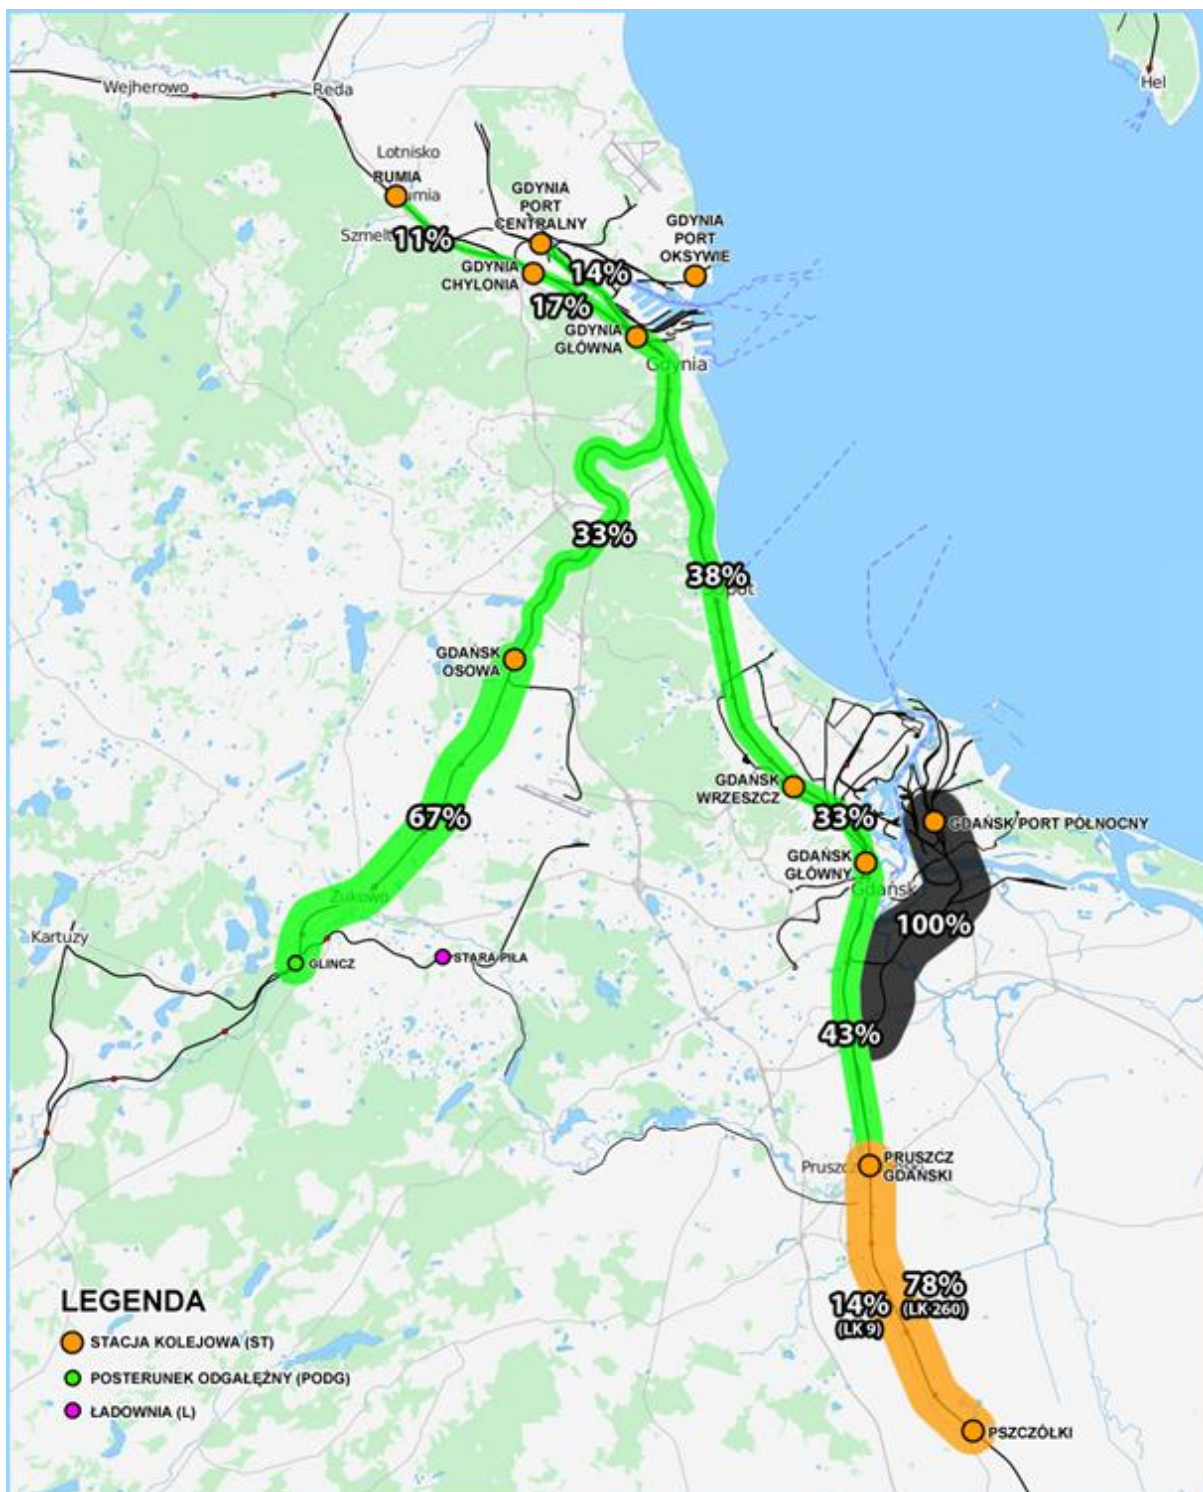 Hel
Wejherowo
Reda
Lotnisko
RUMIA
umia
GDYNIA
PORT
CENTRALNY
GDYNIA
PORT
OKSYWIE
11%
GDYNIA
CHYLONIA
14%
17%
GDYNIA
GŁÓWNA
Gdynia
33%
38%
GDAŃSK
OSOWA
GDAŃSK
WRZESZCZ
67%
33%
GDAŃSK PORT PÓŁNOCNY
GDAŃSK
GŁÓWNY
Gdańsk
Żukowo
100%
Kartuzy
GLINCZ
STARA PIŁA
43%
PRUSZCZ
GDAŃSKI
78%
(LK 260)
14%
(LK 9)
PSZCZÓŁKI
LEGENDA
STACJA KOLEJOWA (ST)
POSTERUNEK ODGAŁĘŹNY (PODG)
ŁADOWNIA (L)